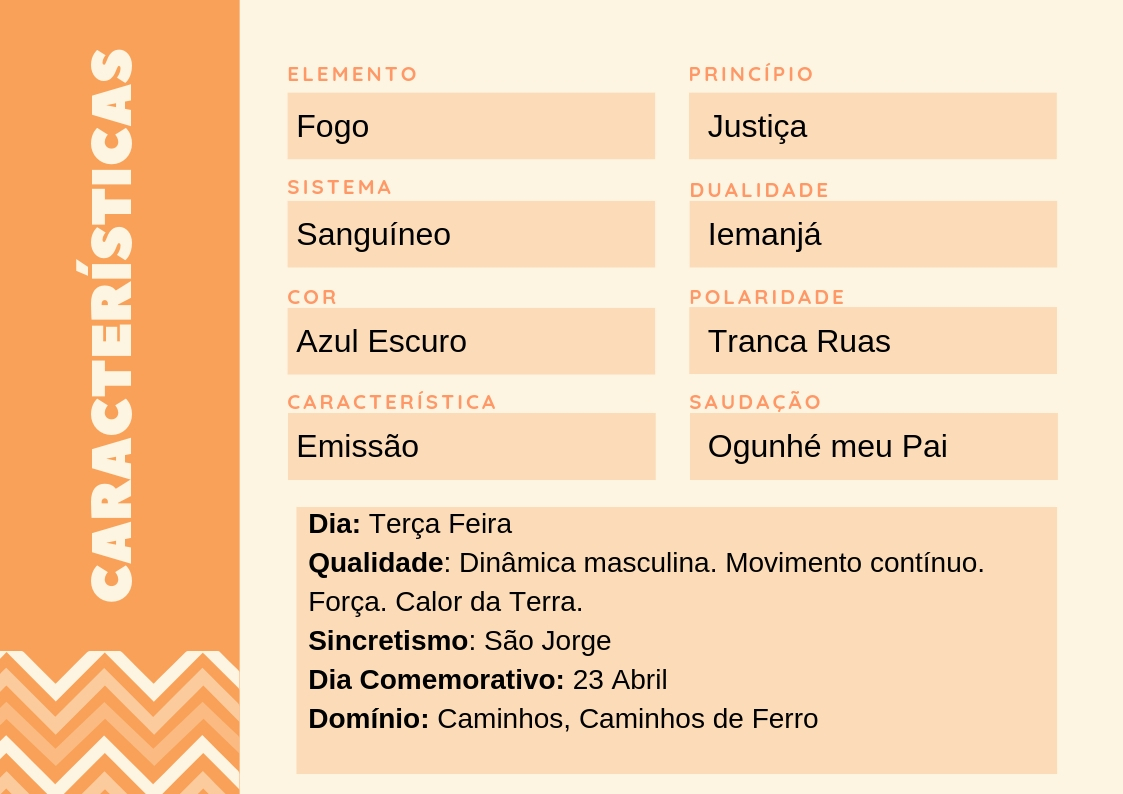 CARACTERÍSTICAS
ELEMENTO
Fogo
PRINCÍPIO
Justiça
SISTEMA
Sanguíneo
DUALIDADE
Iemanjá
COR
Azul Escuro
POLARIDADE
Tranca Ruas
CARACTERÍSTICA
Emissão
SAUDAÇÃO
Ogunhé meu Pai
Dia: Terça Feira
Qualidade: Dinâmica masculina. Movimento contínuo.
Força. Calor da Terra.
Sincretismo: São Jorge
Dia Comemorativo: 23 Abril
Domínio: Caminhos, Caminhos de Ferro